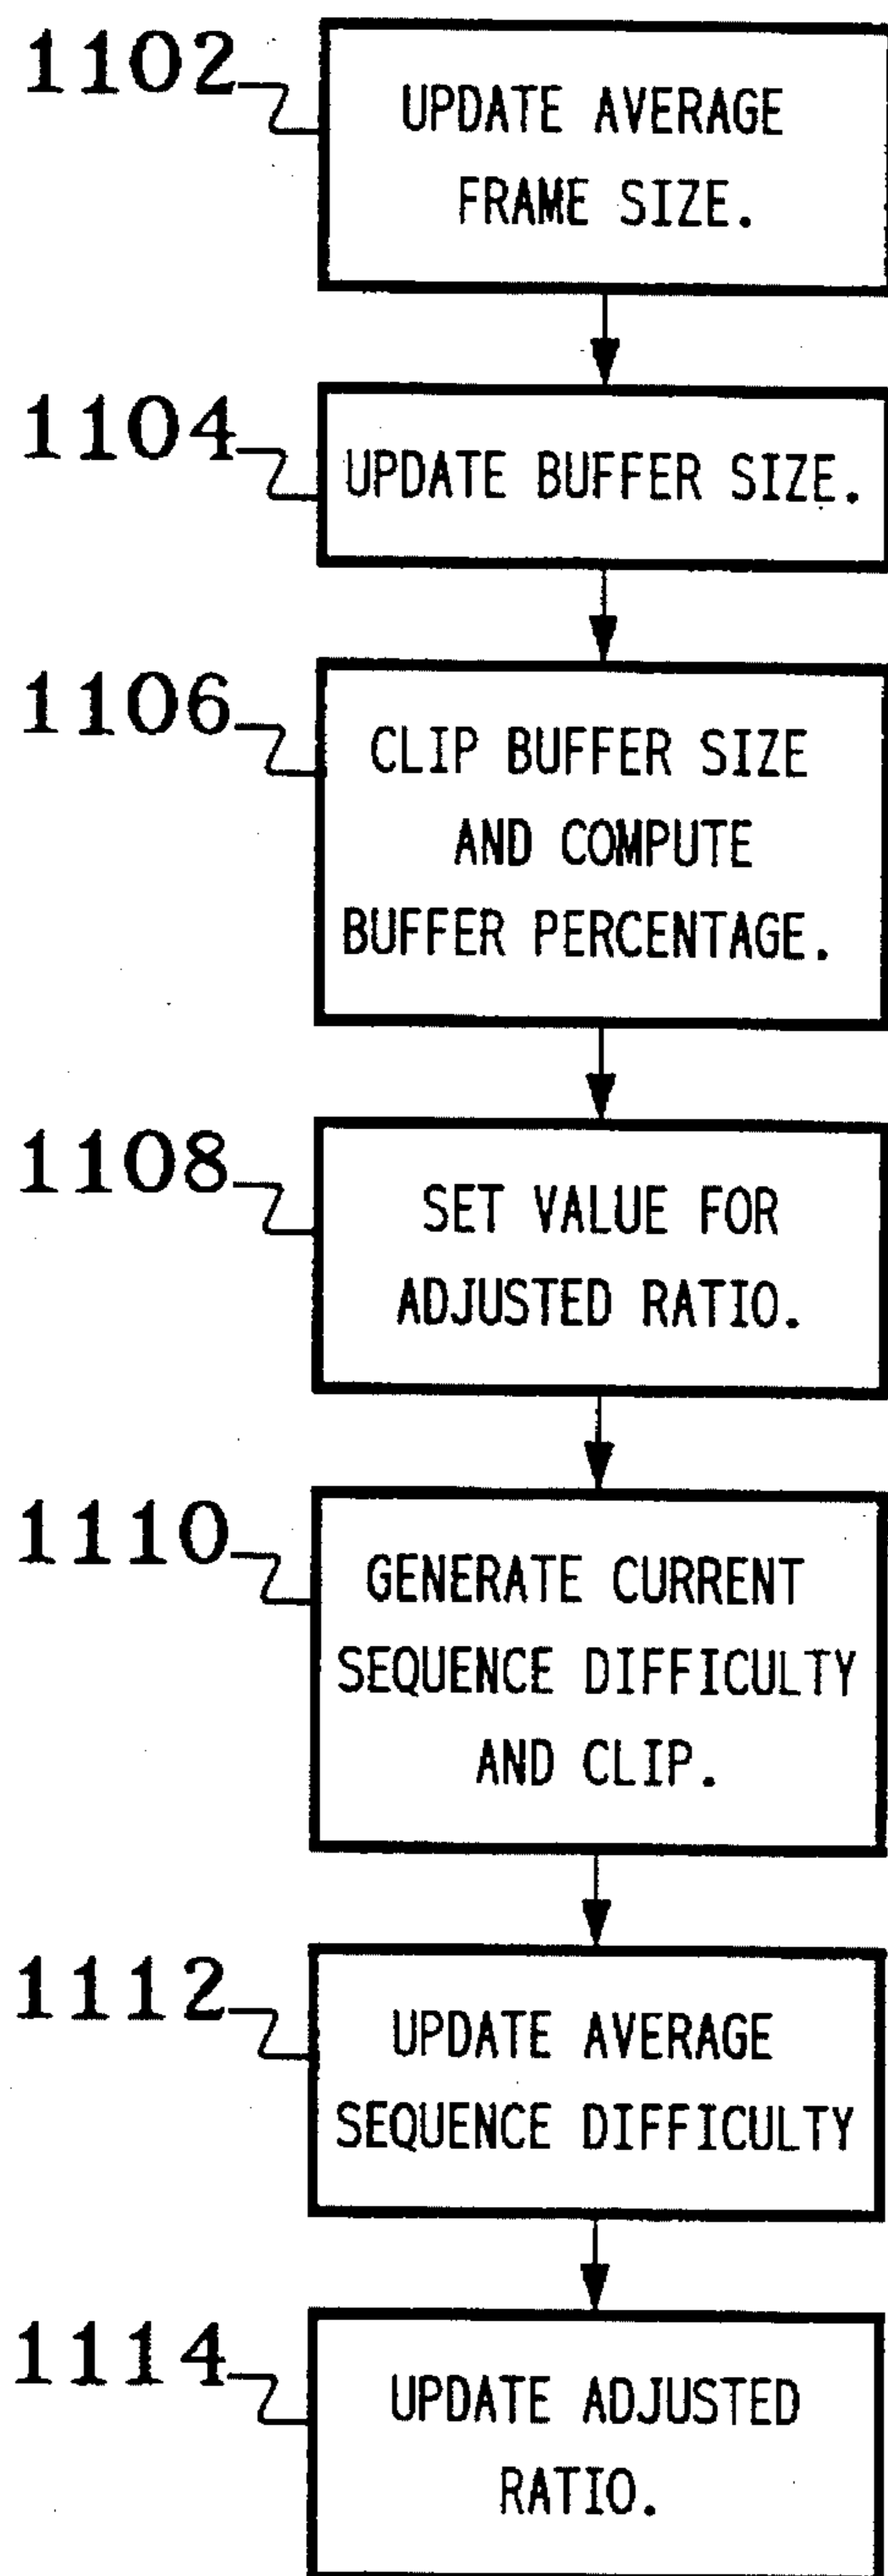 1102
UPDATE AVERAGE
FRAME SIZE.
1104
UPDATE BUFFER SIZE.
1106
CLIP BUFFER SIZE
AND COMPUTE
BUFFER PERCENTAGE.
1108
SET VALUE FOR
ADJUSTED RATIO.
1110
GENERATE CURRENT
SEQUENCE DIFFICULTY
AND CLIP.
1112
UPDATE AVERAGE
SEQUENCE DIFFICULTY
1114
UPDATE ADJUSTED
RATIO.